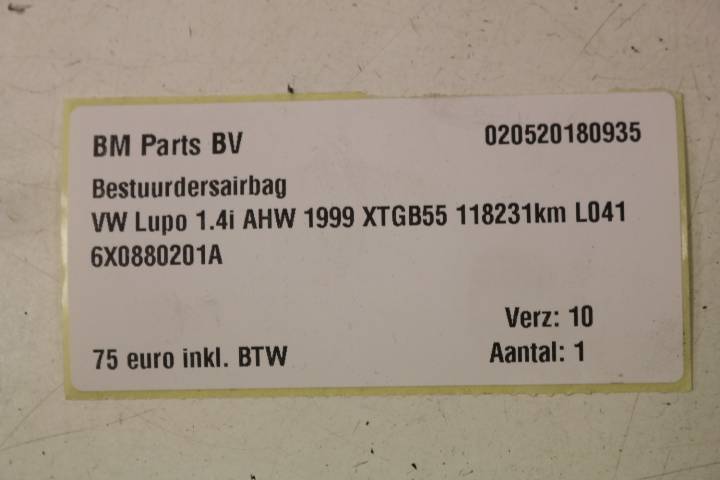 BM Parts BV 020520180935
Bestuurdersairbag
VW Lupo 1.4i AHW 1999 XTGB55 118231km L041
6X0880201A
Verz: 10
75 euro inkl. BTW Aantal: 1